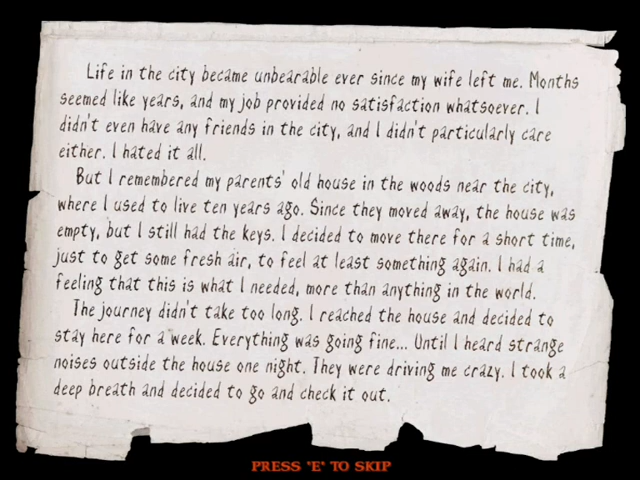 Life in the city became unbearable ever since my wife left me. Months
seemed like years, and my job provided no satisfaction whatsoever. I
didn't even have any friends in the city, and I didn't particularly care
either. I hated it all.
But I remembered my parents' old house in the woods near the city,
where I used to live ten years ago. Since they moved away, the house was
empty, but I still had the keys. I decided to move there for a short time,
just to get some fresh air, to feel at least something again. I had a
feeling that this is what I needed, more than anything in the world.
The journey didn't take too long. I reached the house and decided to
stay here for a week. Everything was going fine... Until I heard strange
noises outside the house one night. They were driving me crazy. I took a
deep breath and decided to go and check it out.
PRESS "E" TO SKIP